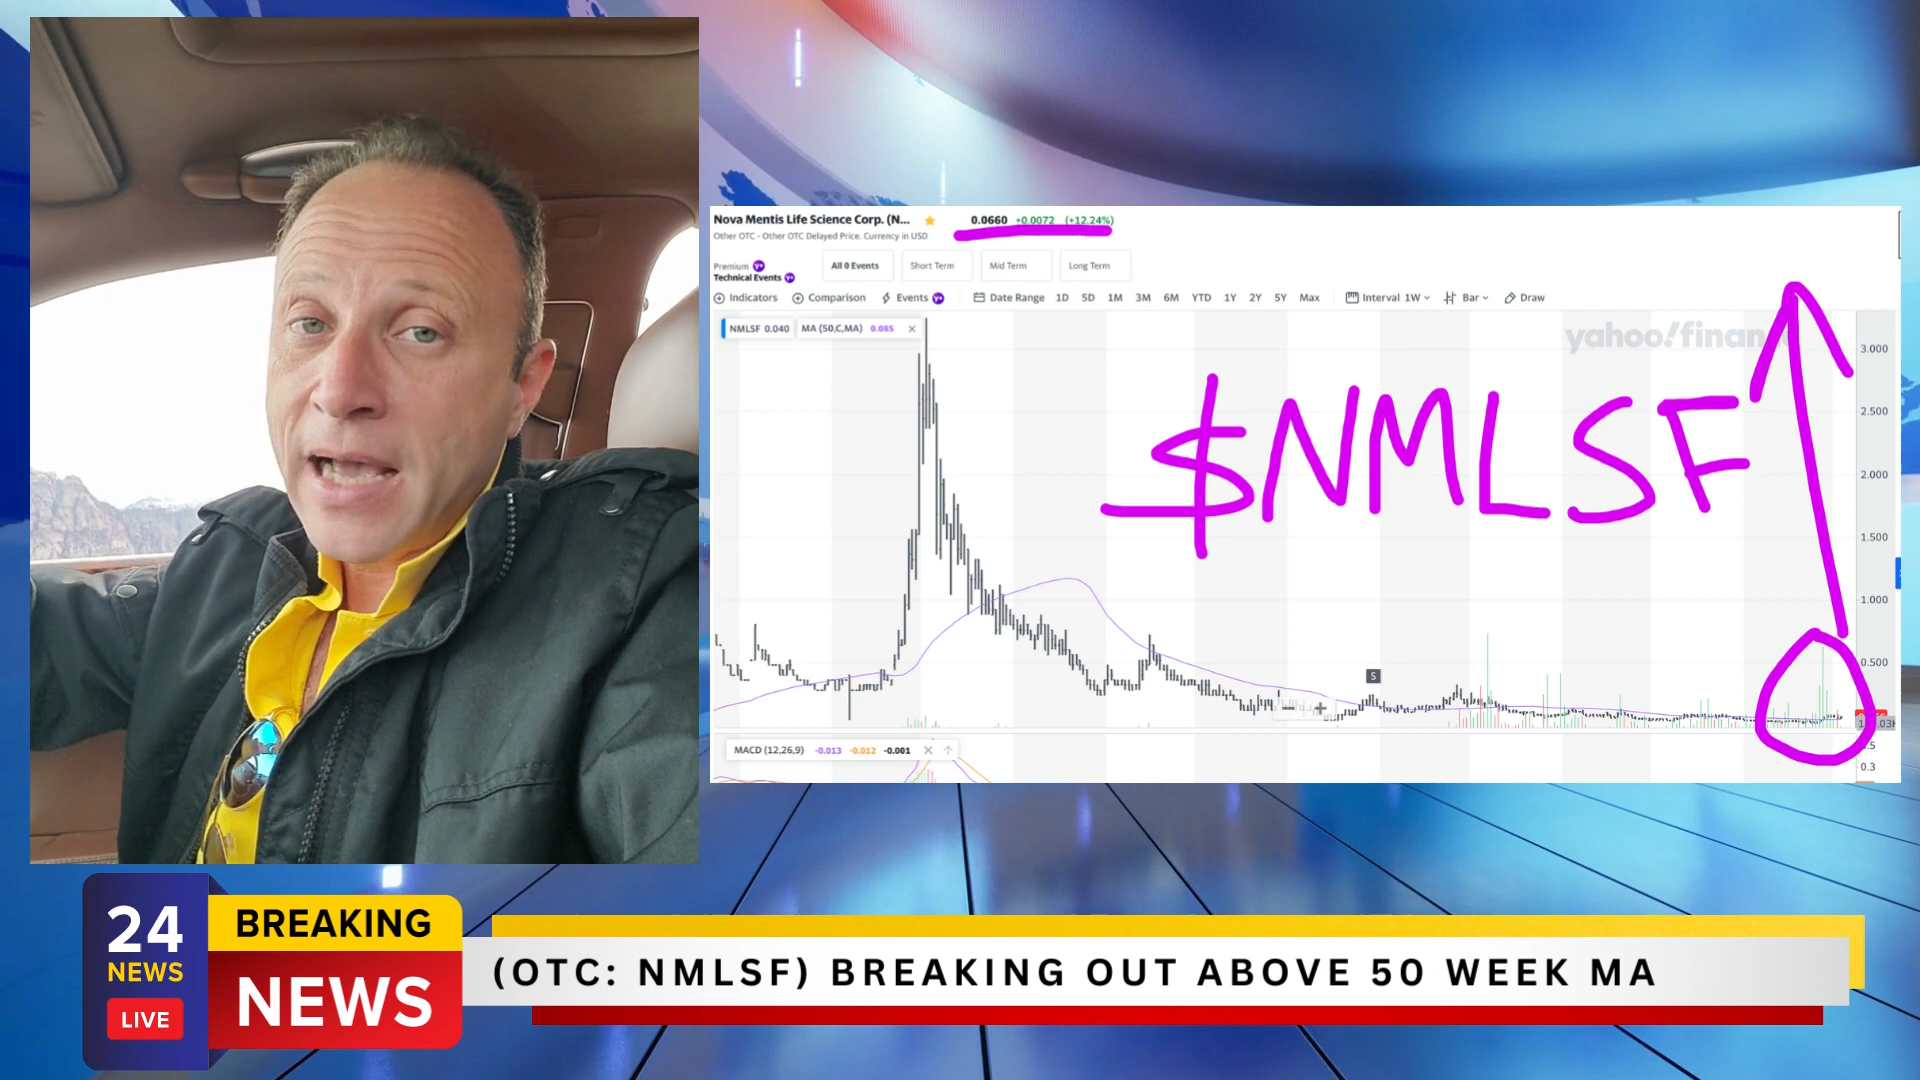 Nova Mentis Life Science Corp. (N... 0.0660 +0.0072 (+12.24%)
Other OTC - Other OTC Delayed Price. Currency in USD
Premium Y+
Technical Events Y+
All 0 Events Short Term Mid Term Long Term
Indicators Comparison Events Y+ Date Range 1D 5D 1M 3M 6M YTD 1Y 2Y 5Y Max Interval 1W Bar Draw
NMLSF 0.040 MA (50,C,MA) 0.085
yahoo!finan
3.000
2.500
2.000
1.500
1.000
0.500
$NMLSF
S
MACD (12,26,9) -0.013 -0.012 -0.001
0.3
24
NEWS
LIVE
BREAKING
NEWS
(OTC: NMLSF) BREAKING OUT ABOVE 50 WEEK MA